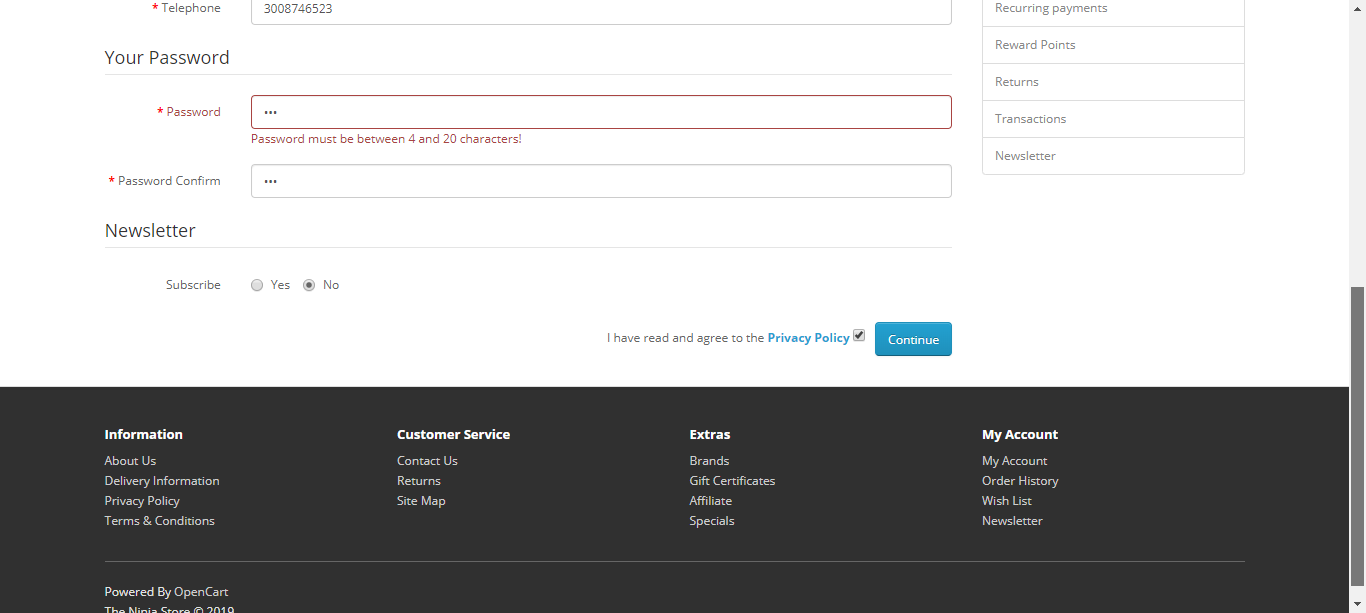 * Telephone 3008746523
Your Password
* Password •••
Password must be between 4 and 20 characters!
* Password Confirm •••
Newsletter
Subscribe Yes No
I have read and agree to the Privacy Policy Continue
Recurring payments
Reward Points
Returns
Transactions
Newsletter
Information
About Us
Delivery Information
Privacy Policy
Terms & Conditions
Customer Service
Contact Us
Returns
Site Map
Extras
Brands
Gift Certificates
Affiliate
Specials
My Account
My Account
Order History
Wish List
Newsletter
Powered By OpenCart
The Ninja Store © 2019